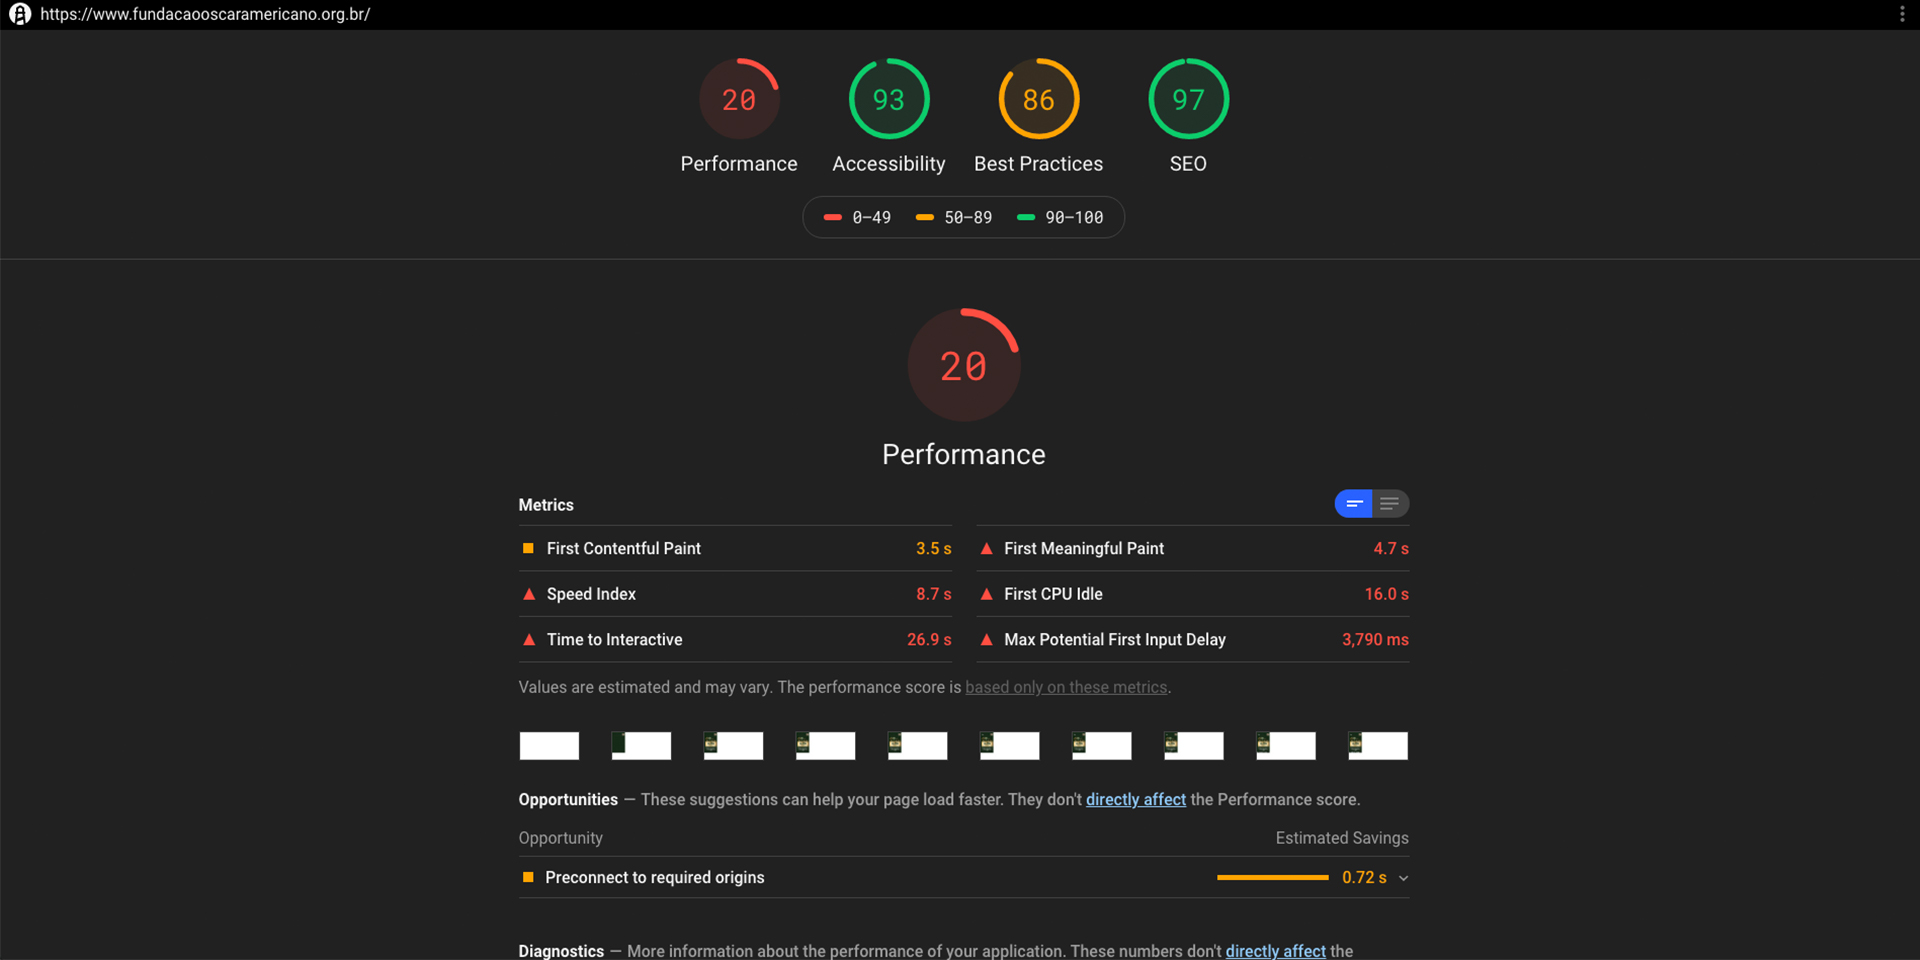 https://www.fundacaooscaramericano.org.br/
20 93 86 97
Performance Accessibility Best Practices SEO
0–49 50–89 90–100
20
Performance
Metrics
First Contentful Paint 3.5 s
First Meaningful Paint 4.7 s
Speed Index 8.7 s
First CPU Idle 16.0 s
Time to Interactive 26.9 s
Max Potential First Input Delay 3,790 ms
Values are estimated and may vary. The performance score is based only on these metrics.
Opportunities — These suggestions can help your page load faster. They don't directly affect the Performance score.
Opportunity Estimated Savings
Preconnect to required origins 0.72 s
Diagnostics — More information about the performance of your application. These numbers don't directly affect the